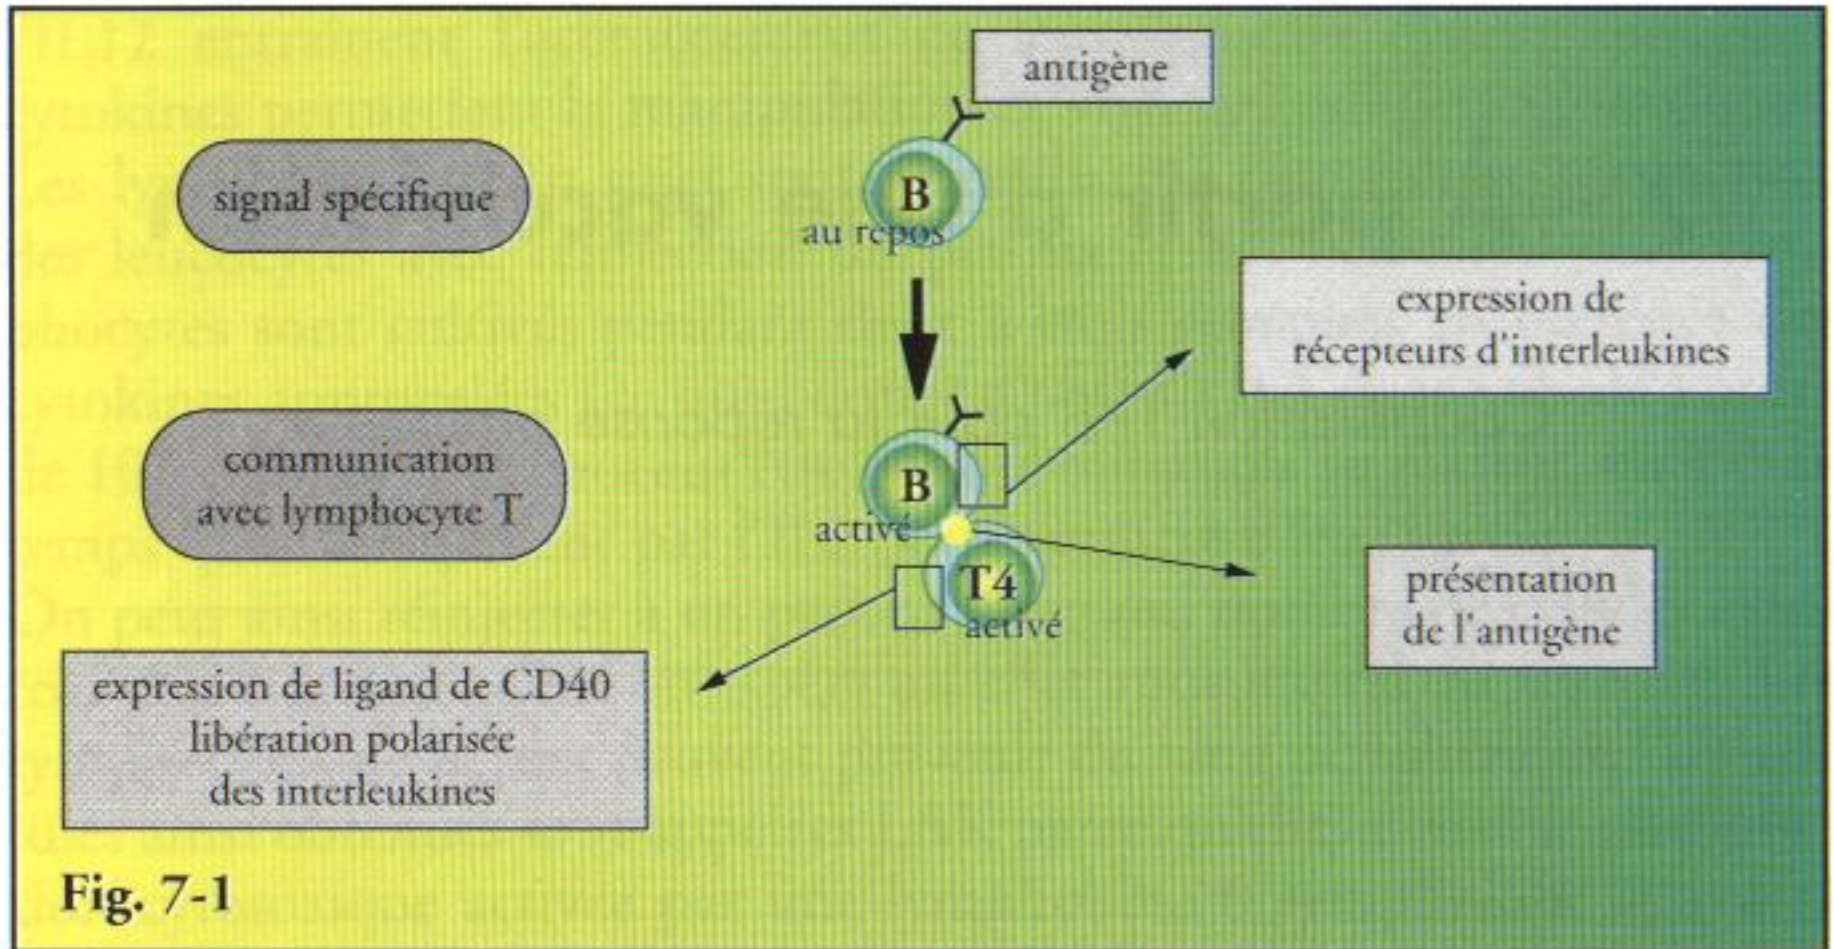 antigène
signal spécifique
B
au repos
expression de
récepteurs d'interleukines
communication
avec lymphocyte T
B
activé
T4
activé
présentation
de l'antigène
expression de ligand de CD40
libération polarisée
des interleukines
Fig. 7-1